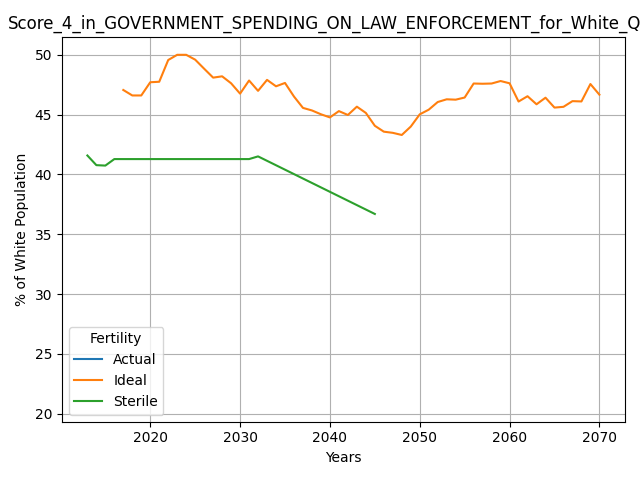 Score_4_in_GOVERNMENT_SPENDING_ON_LAW_ENFORCEMENT_for_White_Q
50
45
40
35
30
25
20
% of White Population
Fertility
Actual
Ideal
Sterile
2020 2030 2040 2050 2060 2070
Years